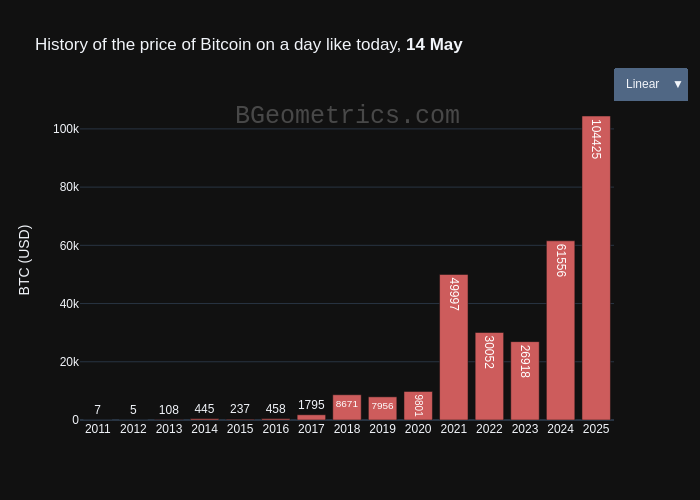 History of the price of Bitcoin on a day like today, 14 May
Linear ▼
BGeometrics.com
BTC (USD)
100k
80k
60k
40k
20k
0
7
5
108
445
237
458
1795
8671
7956
9801
49997
30052
26918
61556
104425
2011 2012 2013 2014 2015 2016 2017 2018 2019 2020 2021 2022 2023 2024 2025